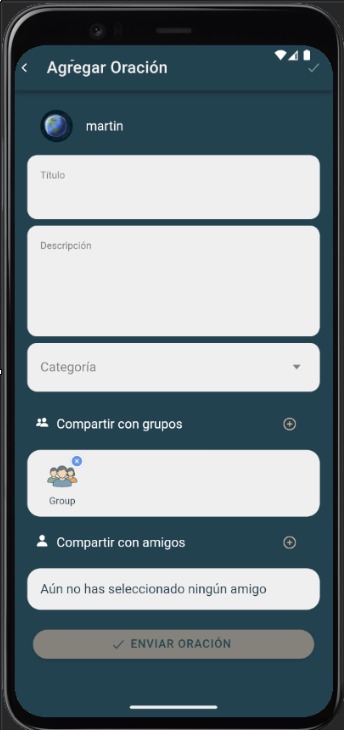 Agregar Oración
martin
Título
Descripción
Categoría
Compartir con grupos
Group
Compartir con amigos
Aún no has seleccionado ningún amigo
ENVIAR ORACIÓN